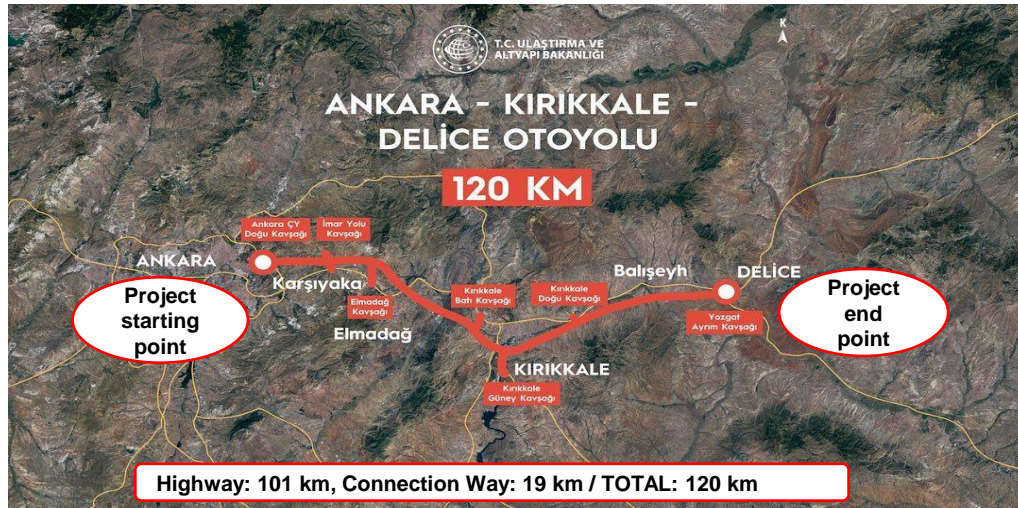 K
T.C. ULAŞTIRMA VE
ALTYAPI BAKANLIĞI
ANKARA - KIRIKKALE -
DELİCE OTOYOLU
120 KM
Ankara ÇY
Doğu Kavşağı
İmar Yolu
Kavşağı
ANKARA
Karşıyaka
Balışeyh
DELİCE
Project
starting
point
Elmadağ
Kavşağı
Elmadağ
Kırıkkale
Batı Kavşağı
Kırıkkale
Doğu Kavşağı
Yozgat
Ayrım Kavşağı
Project
end
point
KIRIKKALE
Kırıkkale
Güney Kavşağı
Highway: 101 km, Connection Way: 19 km / TOTAL: 120 km